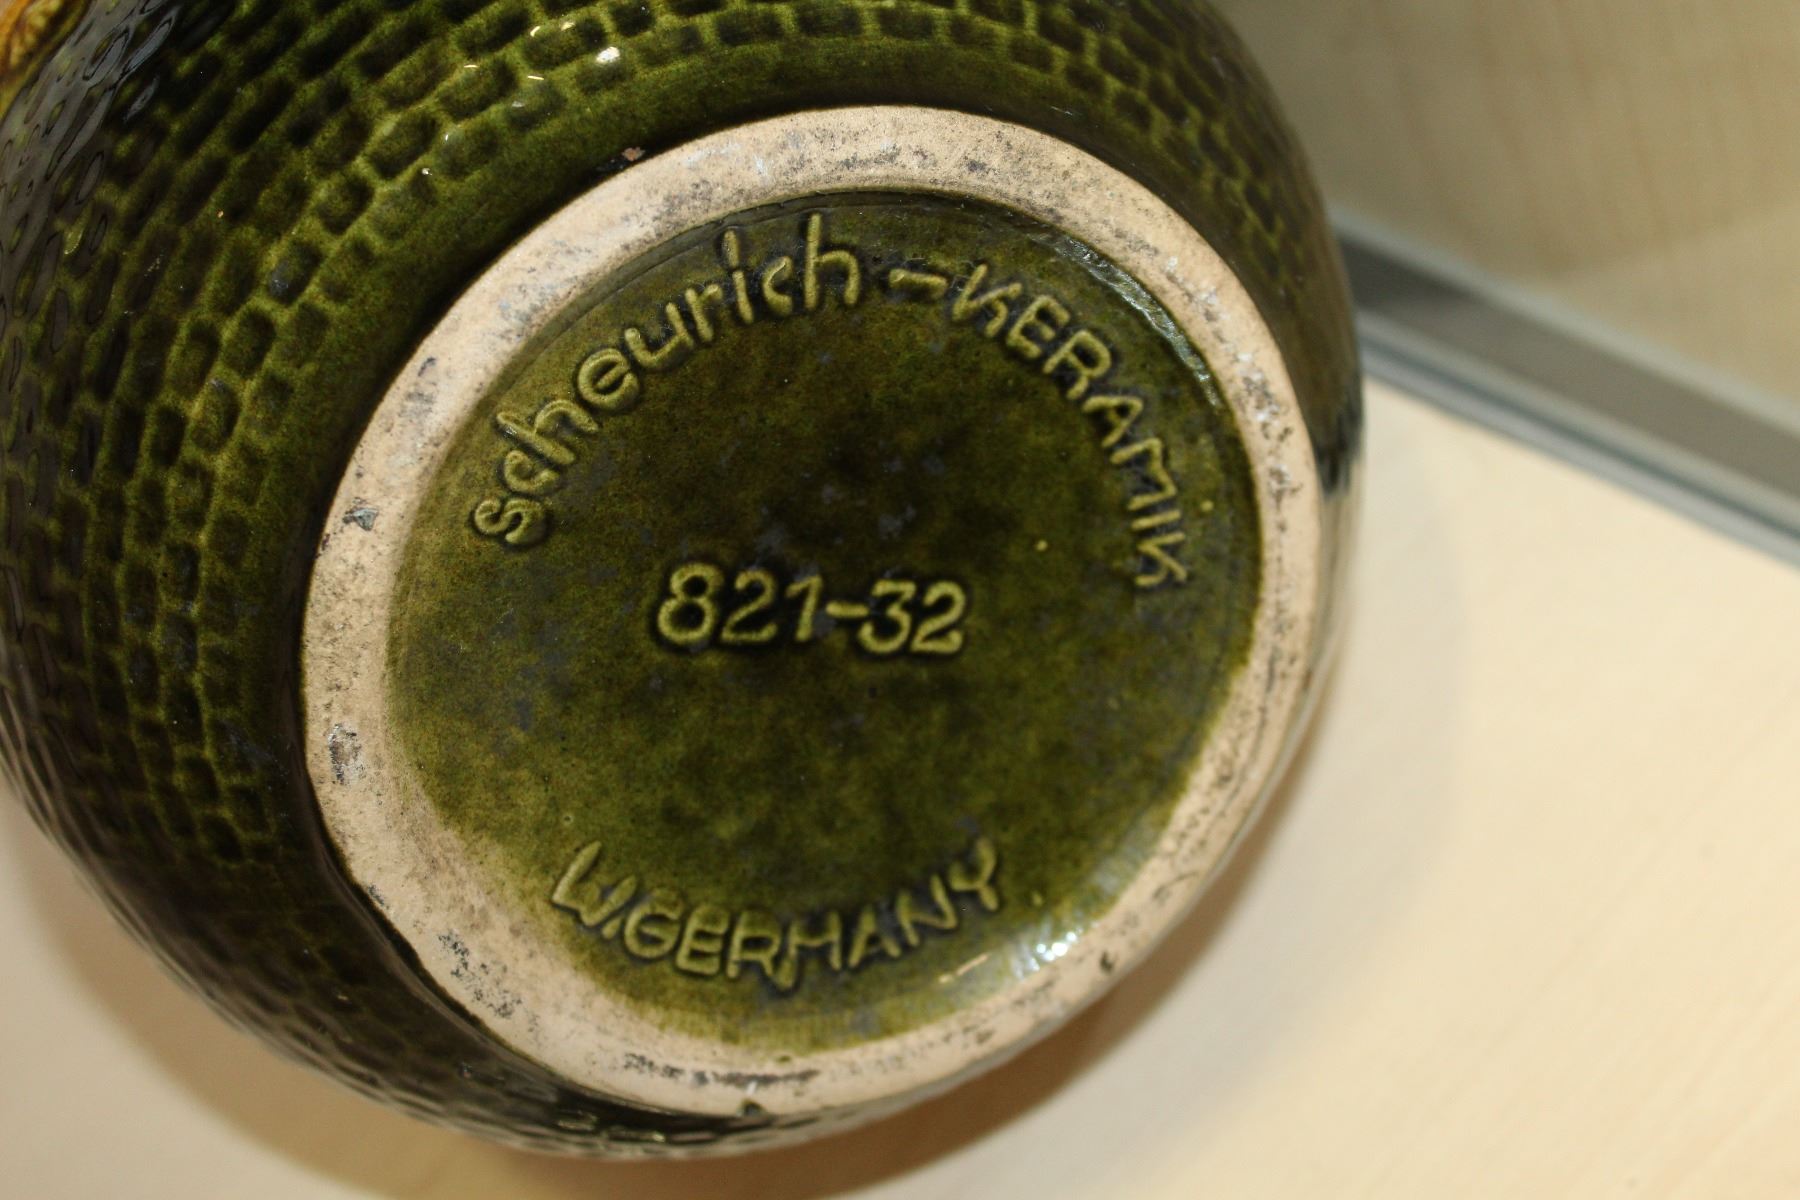 scheurich-KERAMIK
821-32
W.GERMANY